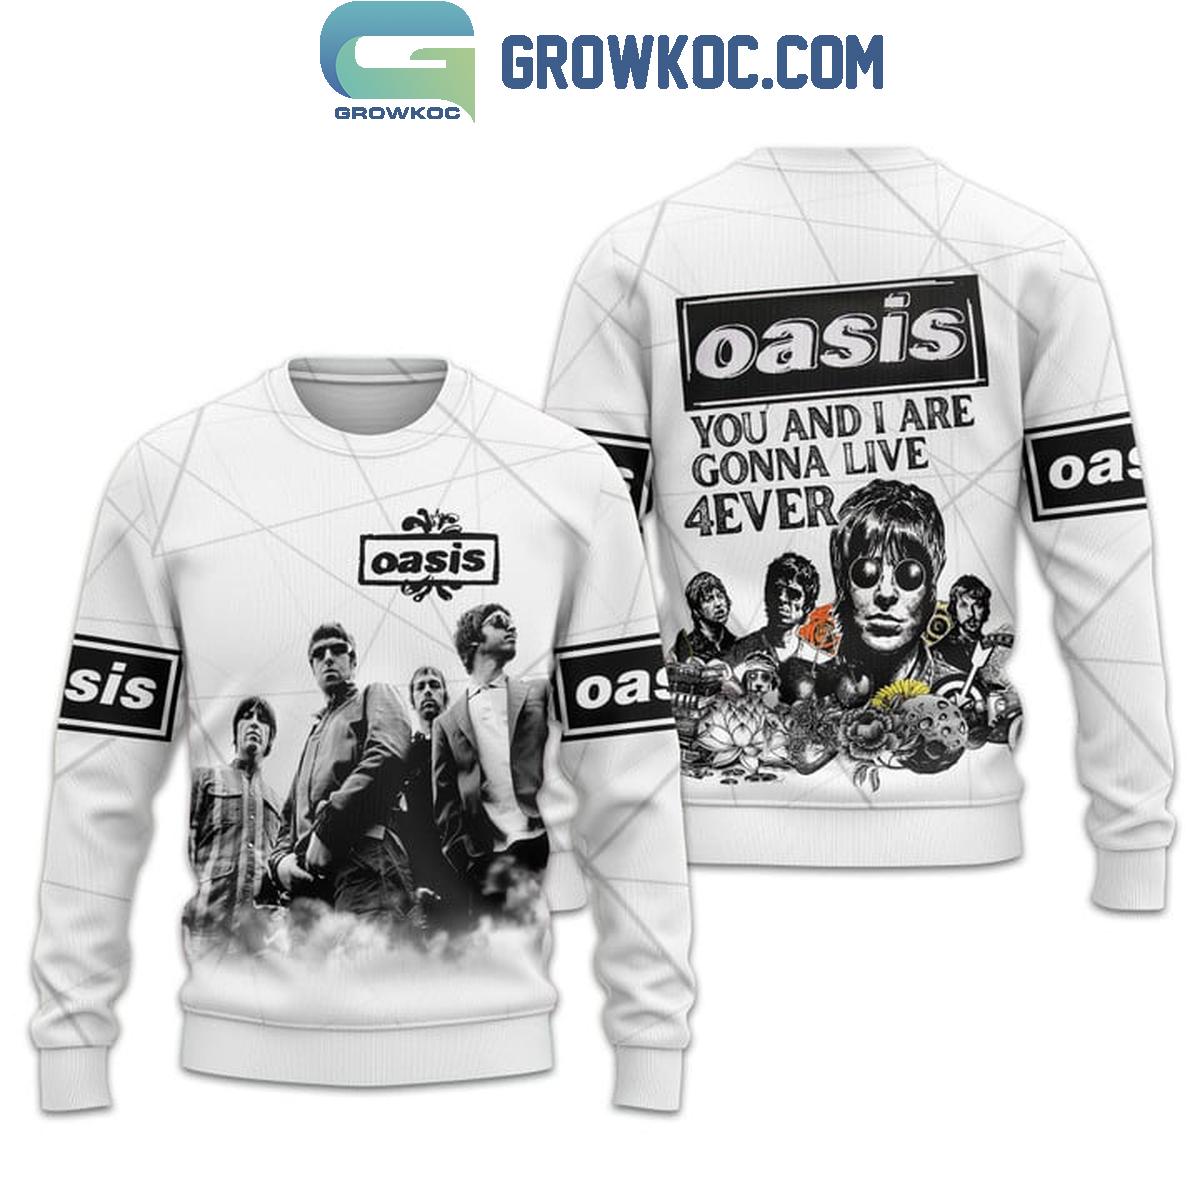 GROWKOC
GROWKOC.COM
oasis
YOU AND I ARE
GONNA LIVE
4EVER
oas
oasis
sis
oas